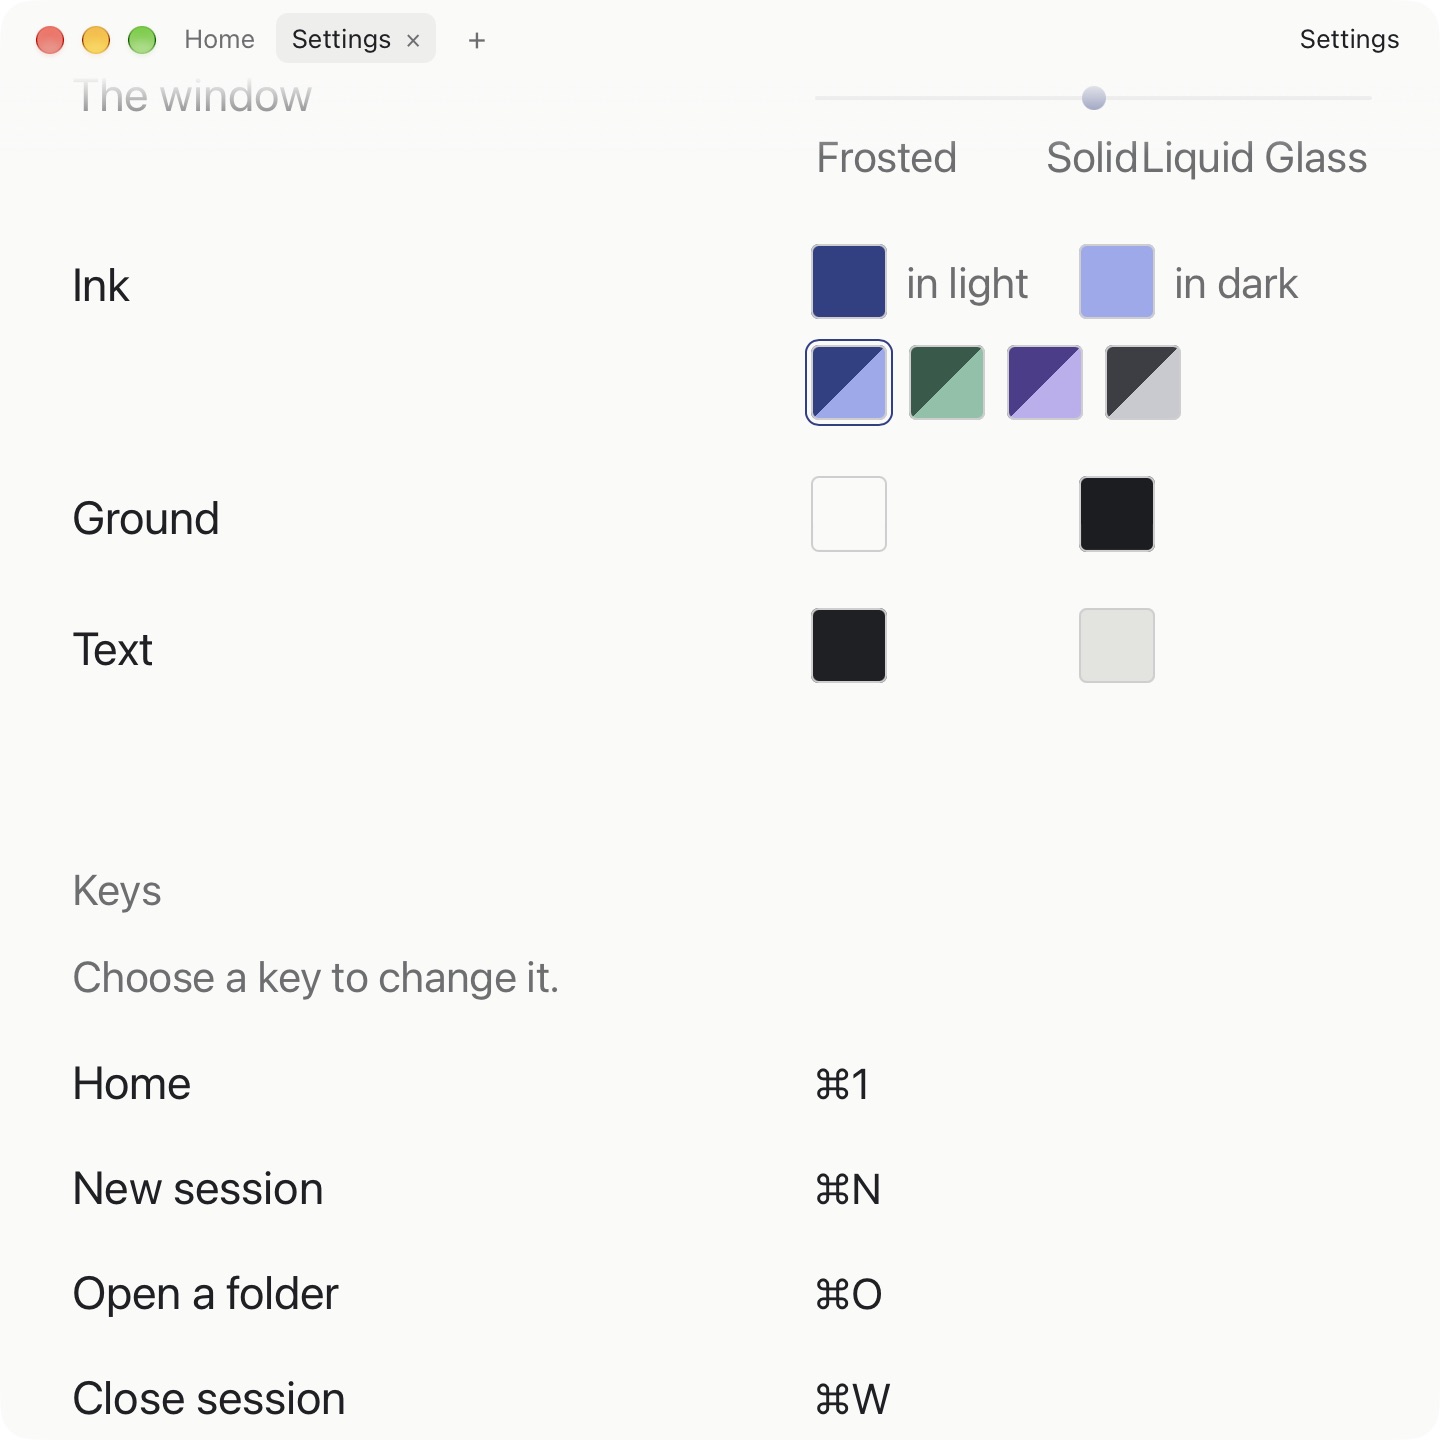 Home Settings × + Settings
The window
Frosted Solid Liquid Glass
Ink in light in dark
Ground
Text
Keys
Choose a key to change it.
Home ⌘1
New session ⌘N
Open a folder ⌘O
Close session ⌘W